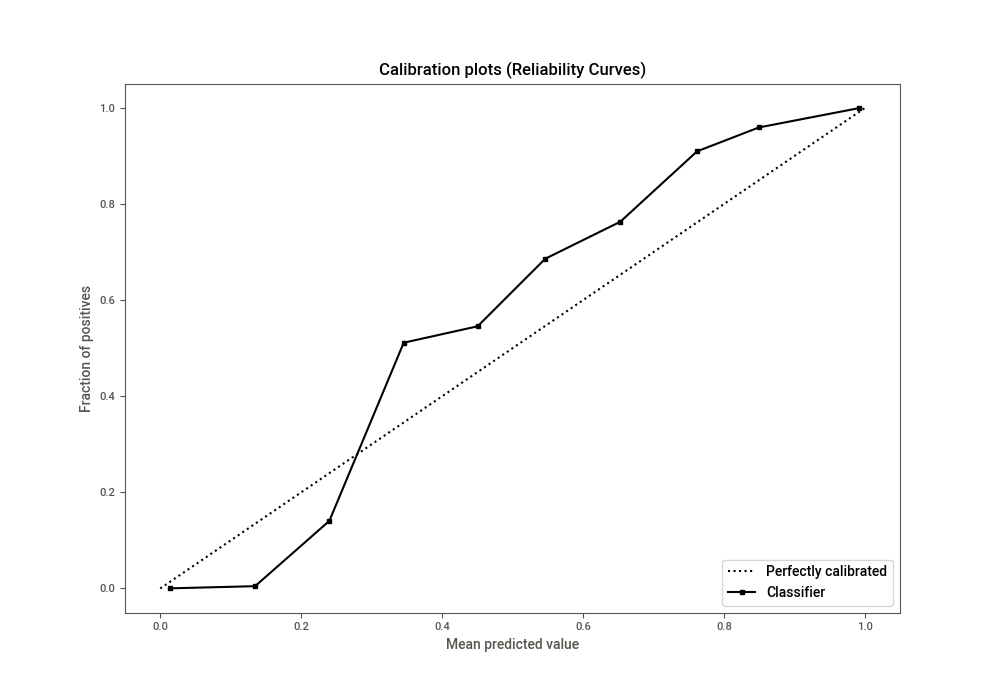 Calibration plots (Reliability Curves)
1.0
0.8
0.6
0.4
0.2
0.0
Fraction of positives
0.0 0.2 0.4 0.6 0.8 1.0
Mean predicted value
Perfectly calibrated
Classifier